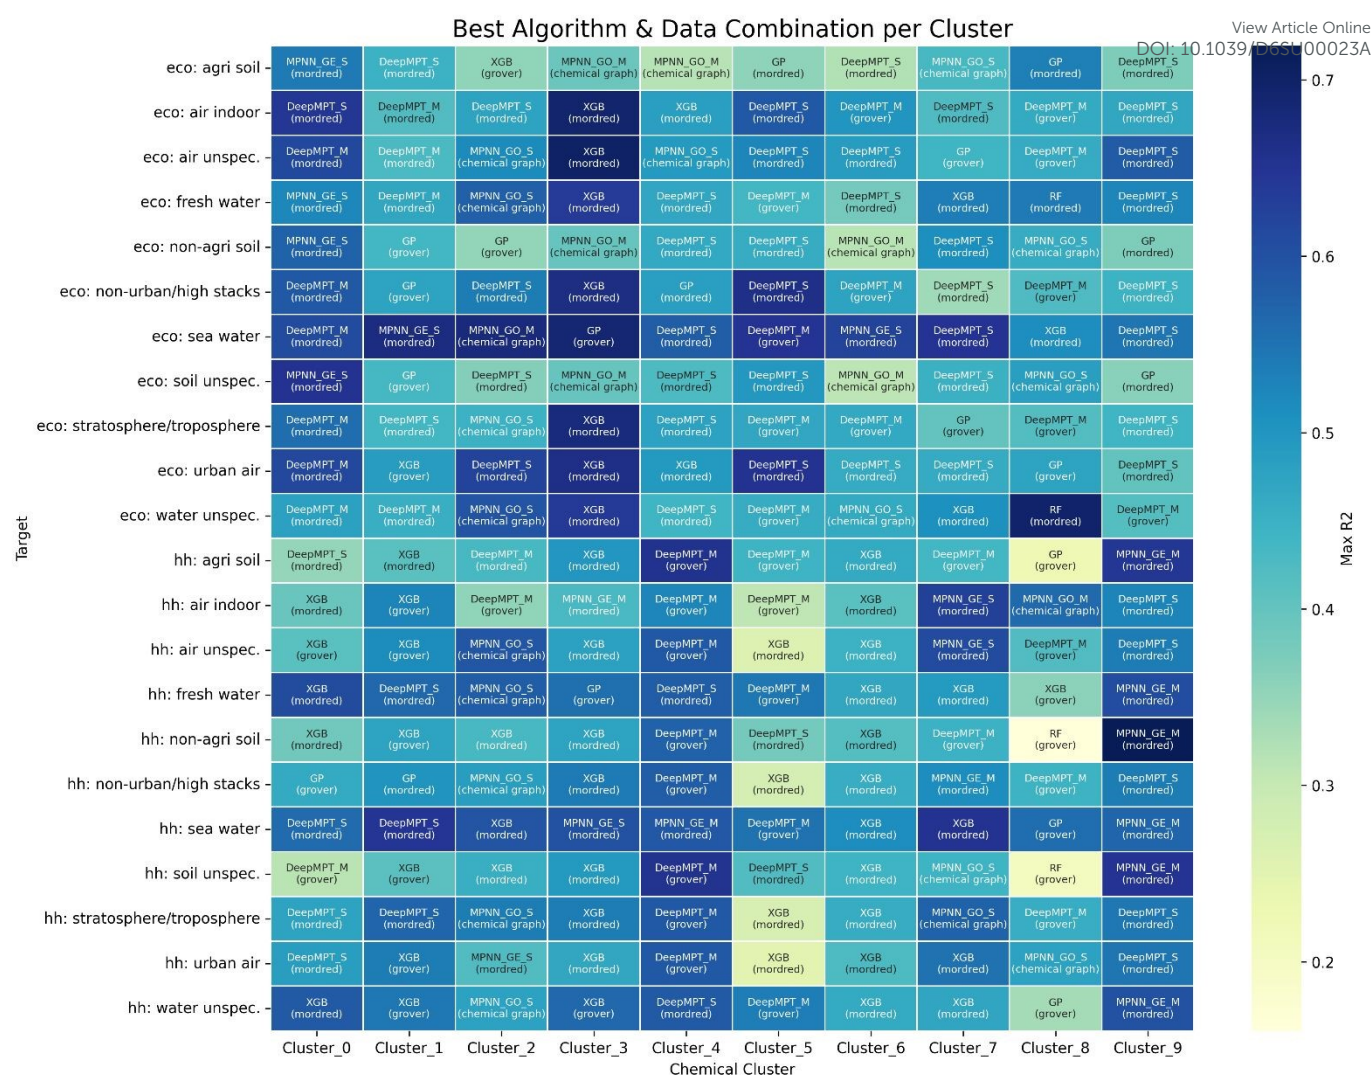 Best Algorithm & Data Combination per Cluster
View Article Online
DOI: 10.1039/D6SU00023A
Target
eco: agri soil
MPNN_GE_S (mordred)
DeepMPT_S (mordred)
XGB (grover)
MPNN_GO_M (chemical graph)
MPNN_GO_M (chemical graph)
GP (mordred)
DeepMPT_S (mordred)
MPNN_GO_S (chemical graph)
GP (mordred)
DeepMPT_S (mordred)
eco: air indoor
DeepMPT_S (mordred)
DeepMPT_M (mordred)
DeepMPT_S (mordred)
XGB (mordred)
XGB (mordred)
DeepMPT_S (mordred)
DeepMPT_M (grover)
DeepMPT_S (mordred)
DeepMPT_M (grover)
DeepMPT_S (mordred)
eco: air unspec.
DeepMPT_M (mordred)
DeepMPT_M (mordred)
MPNN_GO_S (chemical graph)
XGB (mordred)
MPNN_GO_S (chemical graph)
DeepMPT_S (mordred)
DeepMPT_S (mordred)
GP (grover)
DeepMPT_M (grover)
DeepMPT_S (mordred)
eco: fresh water
MPNN_GE_S (mordred)
DeepMPT_M (mordred)
MPNN_GO_S (chemical graph)
XGB (mordred)
DeepMPT_S (mordred)
DeepMPT_M (grover)
DeepMPT_S (mordred)
XGB (mordred)
RF (mordred)
DeepMPT_S (mordred)
eco: non-agri soil
MPNN_GE_S (mordred)
GP (grover)
GP (grover)
MPNN_GO_M (chemical graph)
DeepMPT_S (mordred)
DeepMPT_S (mordred)
MPNN_GO_M (chemical graph)
DeepMPT_S (mordred)
MPNN_GO_S (chemical graph)
GP (mordred)
eco: non-urban/high stacks
DeepMPT_M (mordred)
GP (grover)
DeepMPT_S (mordred)
XGB (mordred)
GP (mordred)
DeepMPT_S (mordred)
DeepMPT_M (grover)
DeepMPT_S (mordred)
DeepMPT_M (grover)
DeepMPT_S (mordred)
eco: sea water
DeepMPT_M (mordred)
MPNN_GE_S (mordred)
MPNN_GO_M (chemical graph)
GP (grover)
DeepMPT_S (mordred)
DeepMPT_M (grover)
MPNN_GE_S (mordred)
DeepMPT_S (mordred)
XGB (mordred)
DeepMPT_S (mordred)
eco: soil unspec.
MPNN_GE_S (mordred)
GP (grover)
DeepMPT_S (mordred)
MPNN_GO_M (chemical graph)
DeepMPT_S (mordred)
DeepMPT_S (mordred)
MPNN_GO_M (chemical graph)
DeepMPT_S (mordred)
MPNN_GO_S (chemical graph)
GP (mordred)
eco: stratosphere/troposphere
DeepMPT_M (mordred)
DeepMPT_S (mordred)
MPNN_GO_S (chemical graph)
XGB (mordred)
DeepMPT_S (mordred)
DeepMPT_M (grover)
DeepMPT_M (grover)
GP (grover)
DeepMPT_M (grover)
DeepMPT_S (mordred)
eco: urban air
DeepMPT_M (mordred)
XGB (grover)
DeepMPT_S (mordred)
XGB (mordred)
XGB (mordred)
DeepMPT_S (mordred)
DeepMPT_S (mordred)
DeepMPT_S (mordred)
GP (grover)
DeepMPT_S (mordred)
eco: water unspec.
DeepMPT_M (mordred)
DeepMPT_M (mordred)
MPNN_GO_S (chemical graph)
XGB (mordred)
DeepMPT_S (mordred)
DeepMPT_M (grover)
MPNN_GO_S (chemical graph)
XGB (mordred)
RF (mordred)
DeepMPT_M (grover)
hh: agri soil
DeepMPT_S (mordred)
XGB (mordred)
DeepMPT_M (mordred)
XGB (mordred)
DeepMPT_M (grover)
DeepMPT_M (grover)
XGB (mordred)
DeepMPT_M (grover)
GP (grover)
MPNN_GE_S (mordred)
hh: air indoor
XGB (mordred)
XGB (grover)
DeepMPT_M (grover)
MPNN_GE_M (mordred)
DeepMPT_M (grover)
DeepMPT_M (grover)
XGB (mordred)
MPNN_GE_S (mordred)
MPNN_GO_M (chemical graph)
DeepMPT_S (mordred)
hh: air unspec.
XGB (grover)
XGB (grover)
MPNN_GO_S (chemical graph)
XGB (mordred)
DeepMPT_M (grover)
XGB (mordred)
XGB (mordred)
MPNN_GE_S (mordred)
DeepMPT_M (grover)
DeepMPT_S (mordred)
hh: fresh water
XGB (mordred)
DeepMPT_S (mordred)
MPNN_GO_S (chemical graph)
GP (grover)
DeepMPT_S (mordred)
DeepMPT_M (grover)
XGB (mordred)
XGB (mordred)
XGB (grover)
MPNN_GE_M (mordred)
hh: non-agri soil
XGB (mordred)
XGB (grover)
XGB (mordred)
XGB (mordred)
DeepMPT_M (grover)
DeepMPT_S (mordred)
XGB (mordred)
DeepMPT_M (grover)
RF (grover)
MPNN_GE_M (mordred)
hh: non-urban/high stacks
GP (grover)
GP (mordred)
MPNN_GO_S (chemical graph)
XGB (mordred)
DeepMPT_M (grover)
XGB (mordred)
XGB (mordred)
MPNN_GE_M (mordred)
DeepMPT_M (grover)
DeepMPT_S (mordred)
hh: sea water
DeepMPT_S (mordred)
DeepMPT_S (mordred)
XGB (mordred)
MPNN_GE_S (mordred)
MPNN_GE_M (mordred)
DeepMPT_M (grover)
XGB (mordred)
XGB (mordred)
GP (grover)
MPNN_GE_M (mordred)
hh: soil unspec.
DeepMPT_M (grover)
XGB (grover)
XGB (mordred)
XGB (mordred)
DeepMPT_M (grover)
DeepMPT_S (mordred)
XGB (mordred)
MPNN_GO_S (chemical graph)
RF (grover)
MPNN_GE_M (mordred)
hh: stratosphere/troposphere
DeepMPT_S (mordred)
DeepMPT_S (mordred)
MPNN_GO_S (chemical graph)
XGB (mordred)
DeepMPT_M (grover)
XGB (mordred)
XGB (mordred)
MPNN_GO_S (chemical graph)
DeepMPT_M (grover)
DeepMPT_S (mordred)
hh: urban air
DeepMPT_S (mordred)
XGB (grover)
MPNN_GE_S (mordred)
XGB (mordred)
DeepMPT_M (grover)
XGB (mordred)
XGB (mordred)
XGB (mordred)
MPNN_GO_S (chemical graph)
DeepMPT_S (mordred)
hh: water unspec.
XGB (mordred)
XGB (grover)
MPNN_GO_S (chemical graph)
XGB (grover)
DeepMPT_S (mordred)
DeepMPT_M (grover)
XGB (mordred)
XGB (mordred)
GP (grover)
MPNN_GE_M (mordred)
Cluster_0 Cluster_1 Cluster_2 Cluster_3 Cluster_4 Cluster_5 Cluster_6 Cluster_7 Cluster_8 Cluster_9
Chemical Cluster
0.7
0.6
0.5
0.4
0.3
0.2
Max R2